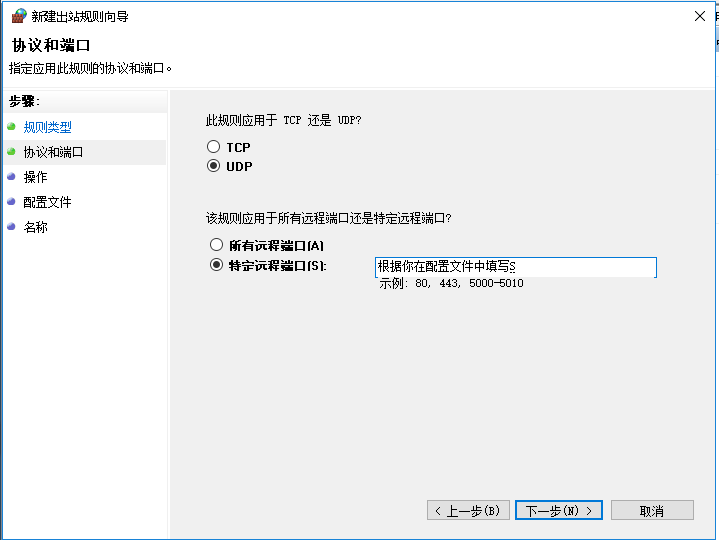 新建出站规则向导
协议和端口
指定应用此规则的协议和端口。
步骤:
规则类型
协议和端口
操作
配置文件
名称
此规则应用于 TCP 还是 UDP?
TCP
UDP
该规则应用于所有远程端口还是特定远程端口?
所有远程端口(A)
特定远程端口(S):
根据你在配置文件中填写S
示例: 80, 443, 5000-5010
< 上一步(B)
下一步(N) >
取消